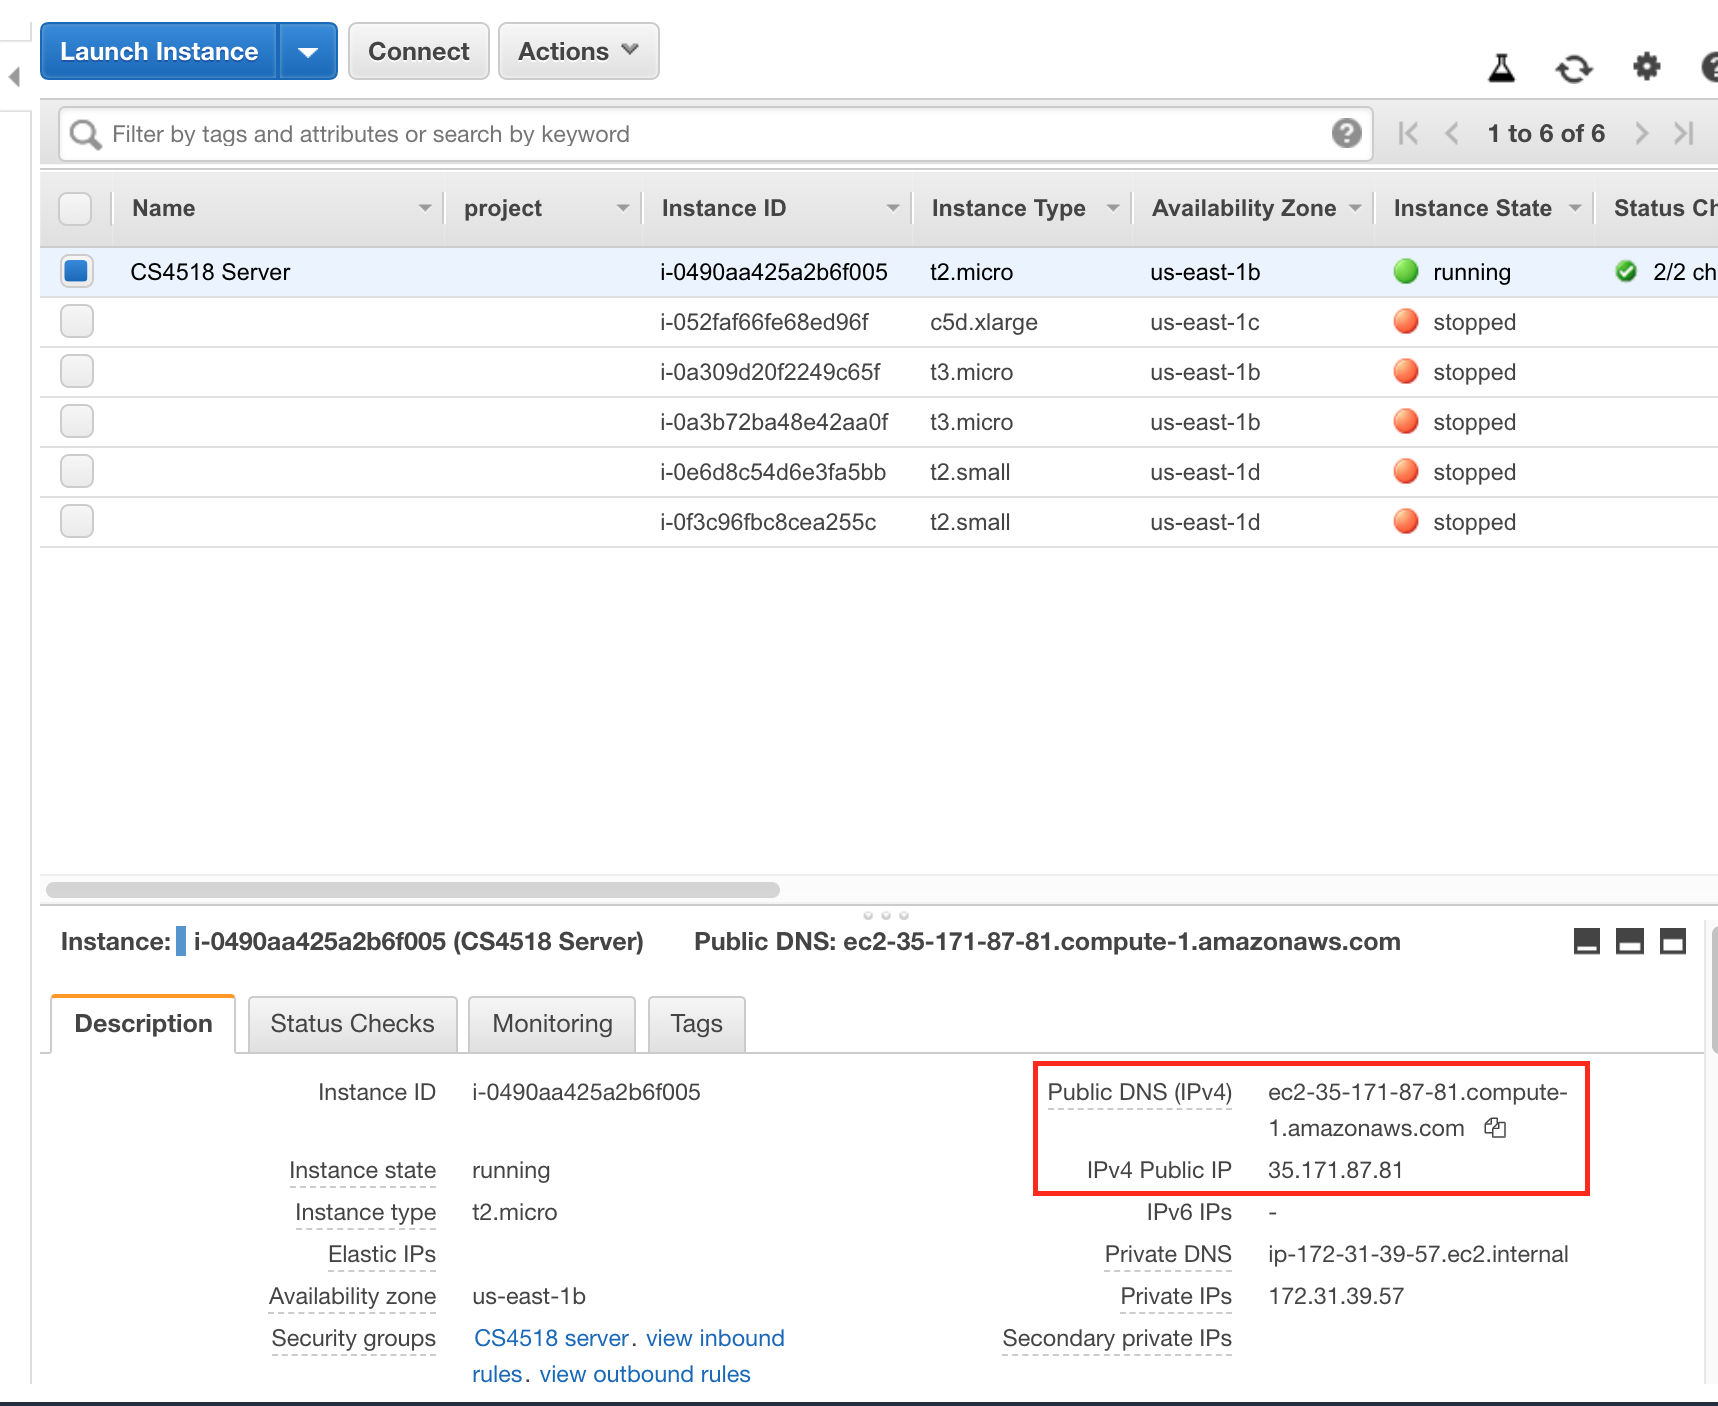 Launch Instance Connect Actions
Filter by tags and attributes or search by keyword ? 1 to 6 of 6
Name project Instance ID Instance Type Availability Zone Instance State Status Ch
CS4518 Server i-0490aa425a2b6f005 t2.micro us-east-1b running 2/2 ch
i-052faf66fe68ed96f c5d.xlarge us-east-1c stopped
i-0a309d20f2249c65f t3.micro us-east-1b stopped
i-0a3b72ba48e42aa0f t3.micro us-east-1b stopped
i-0e6d8c54d6e3fa5bb t2.small us-east-1d stopped
i-0f3c96fbc8cea255c t2.small us-east-1d stopped
Instance: i-0490aa425a2b6f005 (CS4518 Server) Public DNS: ec2-35-171-87-81.compute-1.amazonaws.com
Description Status Checks Monitoring Tags
Instance ID i-0490aa425a2b6f005 Public DNS (IPv4) ec2-35-171-87-81.compute-
1.amazonaws.com
Instance state running IPv4 Public IP 35.171.87.81
Instance type t2.micro IPv6 IPs -
Elastic IPs Private DNS ip-172-31-39-57.ec2.internal
Availability zone us-east-1b Private IPs 172.31.39.57
Security groups CS4518 server. view inbound Secondary private IPs
rules. view outbound rules